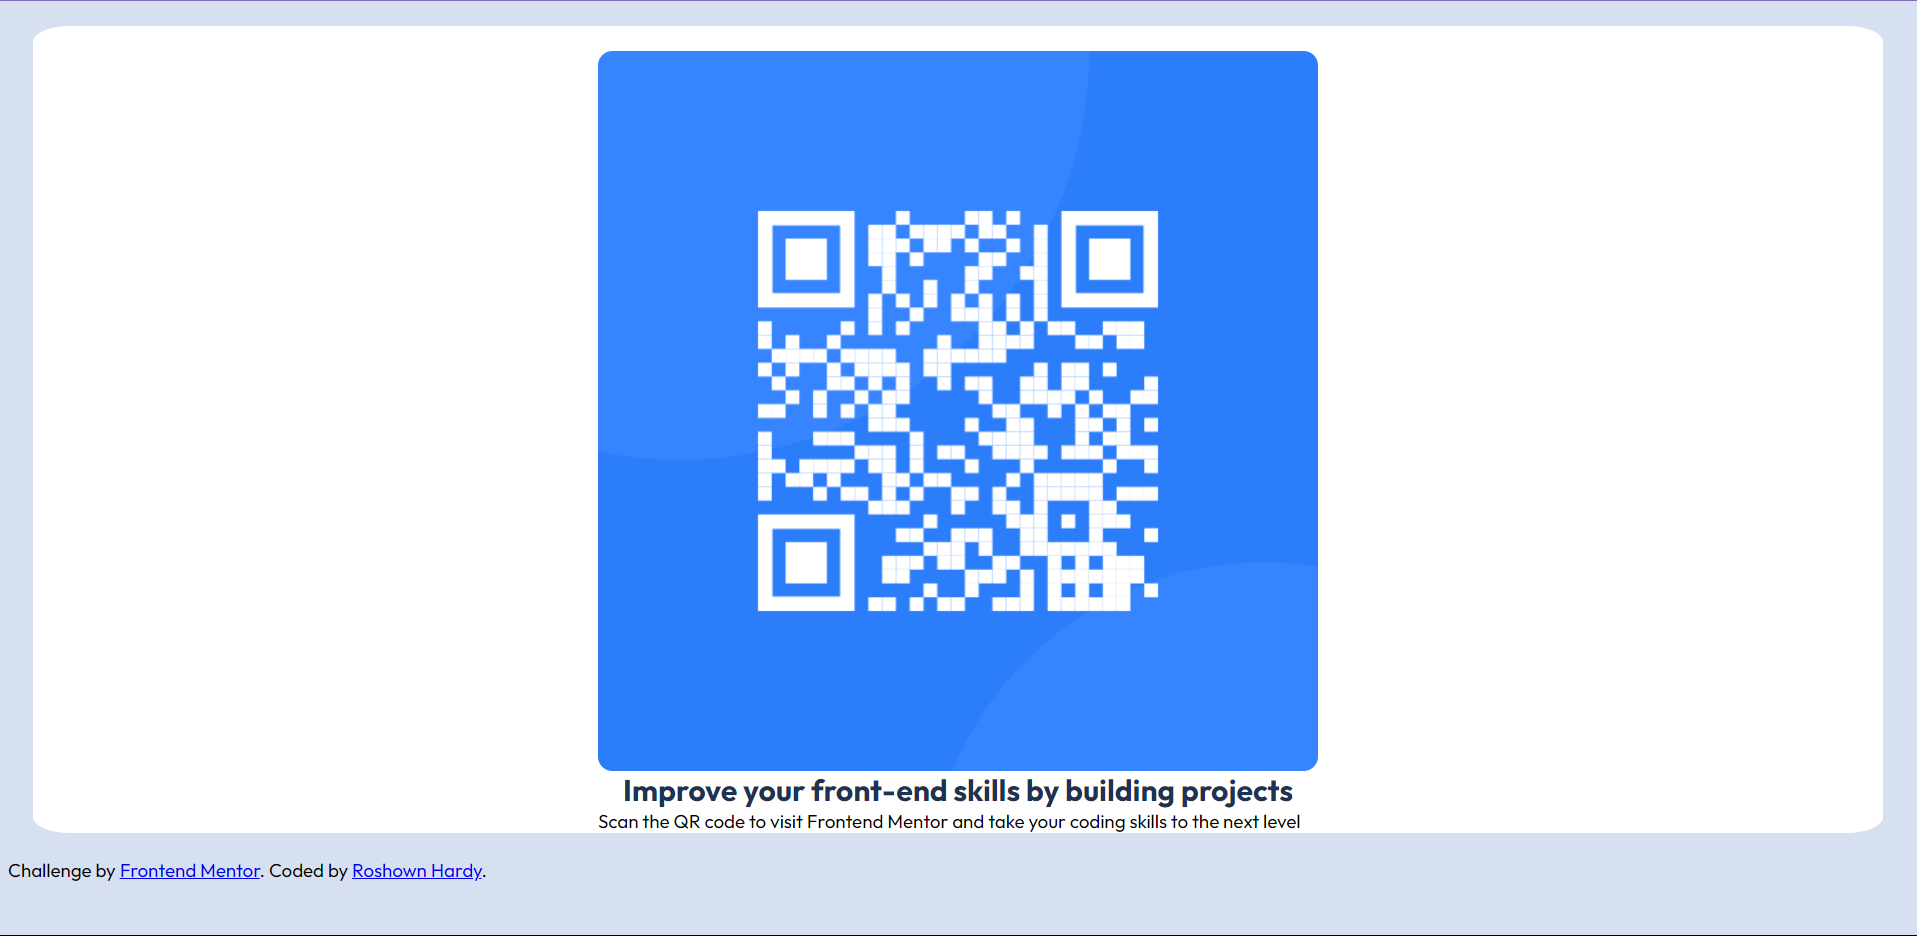 Improve your front-end skills by building projects
Scan the QR code to visit Frontend Mentor and take your coding skills to the next level
Challenge by Frontend Mentor. Coded by Roshown Hardy.